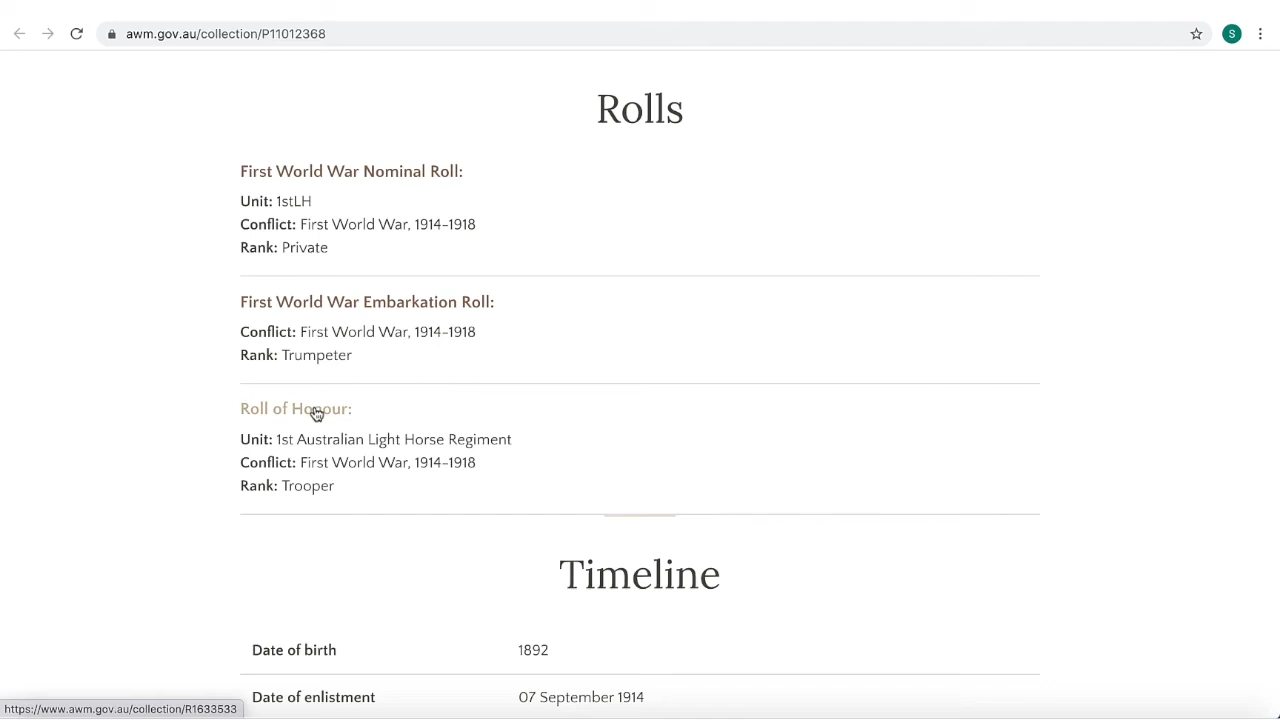 awm.gov.au/collection/P11012368
S
Rolls
First World War Nominal Roll:
Unit: 1stLH
Conflict: First World War, 1914-1918
Rank: Private
First World War Embarkation Roll:
Conflict: First World War, 1914-1918
Rank: Trumpeter
Roll of Honour:
Unit: 1st Australian Light Horse Regiment
Conflict: First World War, 1914-1918
Rank: Trooper
Timeline
Date of birth 1892
Date of enlistment 07 September 1914
https://www.awm.gov.au/collection/R1633533